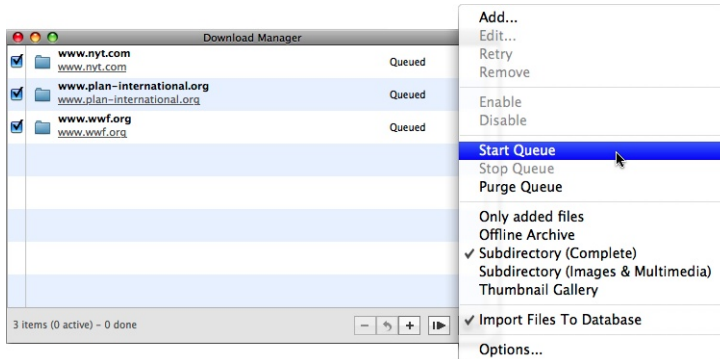 Download Manager
www.nyt.com
www.nyt.com
Queued
www.plan-international.org
www.plan-international.org
Queued
www.wwf.org
www.wwf.org
Queued
3 items (0 active) – 0 done
Add...
Edit...
Retry
Remove
Enable
Disable
Start Queue
Stop Queue
Purge Queue
Only added files
Offline Archive
✓ Subdirectory (Complete)
Subdirectory (Images & Multimedia)
Thumbnail Gallery
✓ Import Files To Database
Options...